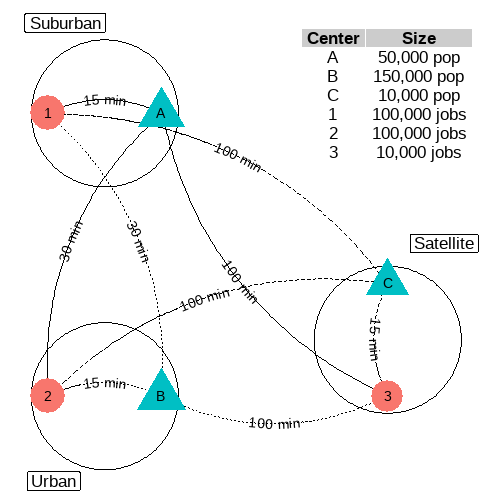 Suburban
Center Size
A 50,000 pop
B 150,000 pop
C 10,000 pop
1 100,000 jobs
2 100,000 jobs
3 10,000 jobs
15 min
1
A
100 min
30 min
30 min
Satellite
100 min
C
100 min
15 min
15 min
2
B
3
100 min
Urban